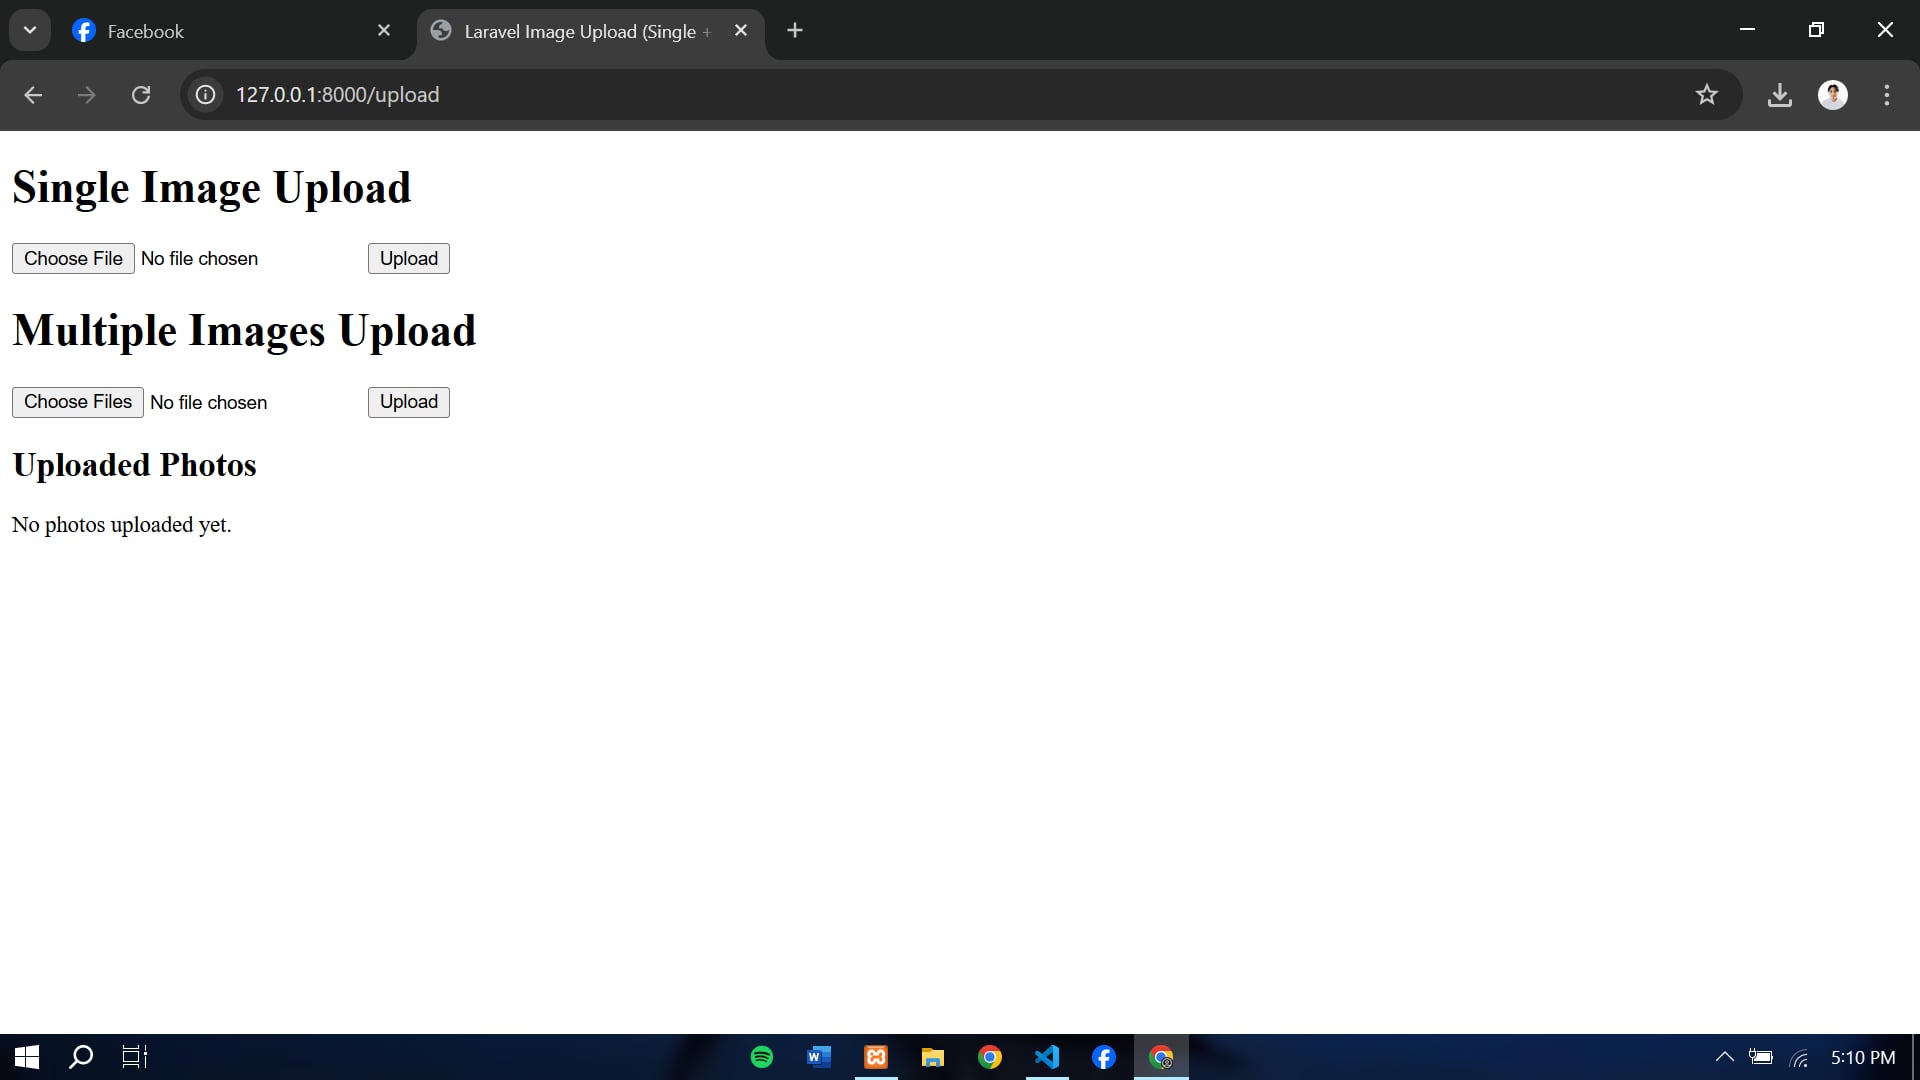 Facebook
Laravel Image Upload (Single +
127.0.0.1:8000/upload
Single Image Upload
Choose File No file chosen Upload
Multiple Images Upload
Choose Files No file chosen Upload
Uploaded Photos
No photos uploaded yet.
5:10 PM